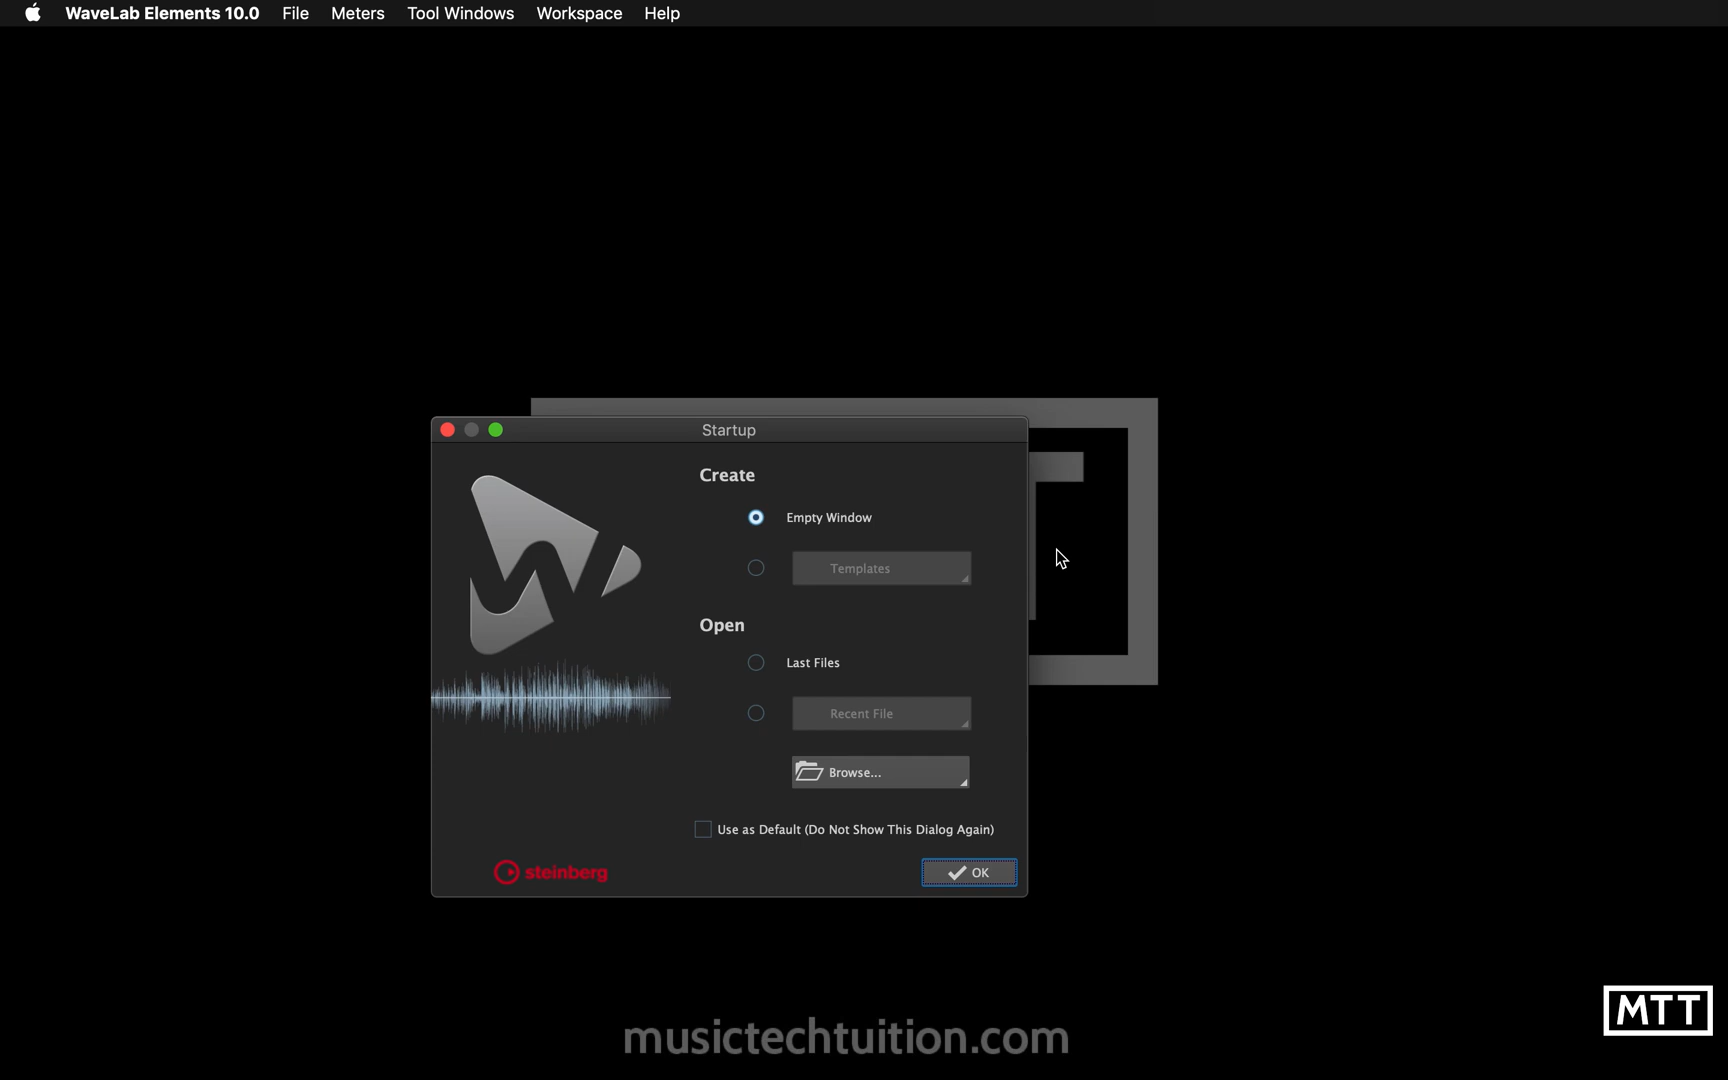 WaveLab Elements 10.0 File Meters Tool Windows Workspace Help
Startup
Create
Empty Window
Templates
Open
Last Files
Recent File
Browse...
Use as Default (Do Not Show This Dialog Again)
steinberg
OK
MTT
musictechtuition.com